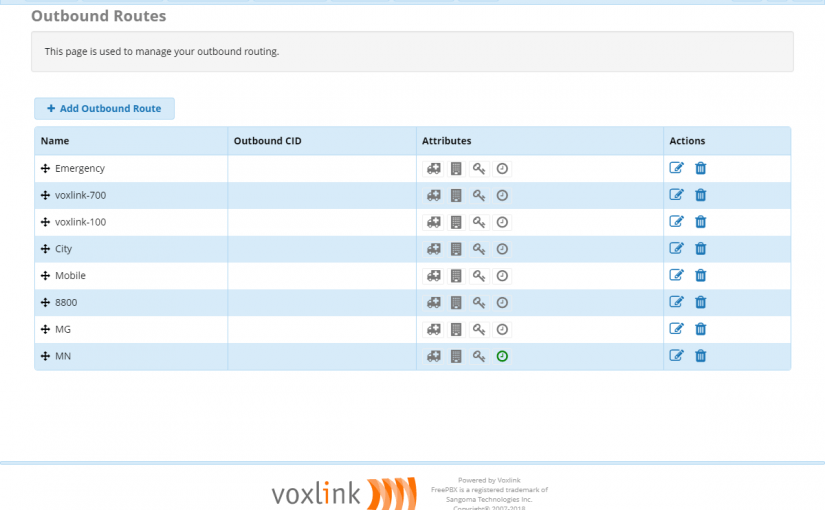 Outbound Routes
This page is used to manage your outbound routing.
Add Outbound Route
Name Outbound CID Attributes Actions
Emergency
voxlink-700
voxlink-100
City
Mobile
8800
MG
MN
voxlink
Powered by Voxlink
FreePBX is a registered trademark of
Sangoma Technologies Inc.
Copyright© 2007-2018